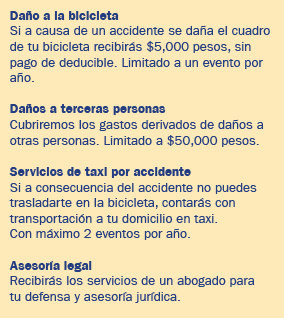 Daño a la bicicleta
Si a causa de un accidente se daña el cuadro
de tu bicicleta recibirás $5,000 pesos, sin
pago de deducible. Limitado a un evento por
año.
Daños a terceras personas
Cubriremos los gastos derivados de daños a
otras personas. Limitado a $50,000 pesos.
Servicios de taxi por accidente
Si a consecuencia del accidente no puedes
trasladarte en la bicicleta, contarás con
transportación a tu domicilio en taxi.
Con máximo 2 eventos por año.
Asesoría legal
Recibirás los servicios de un abogado para
tu defensa y asesoría jurídica.